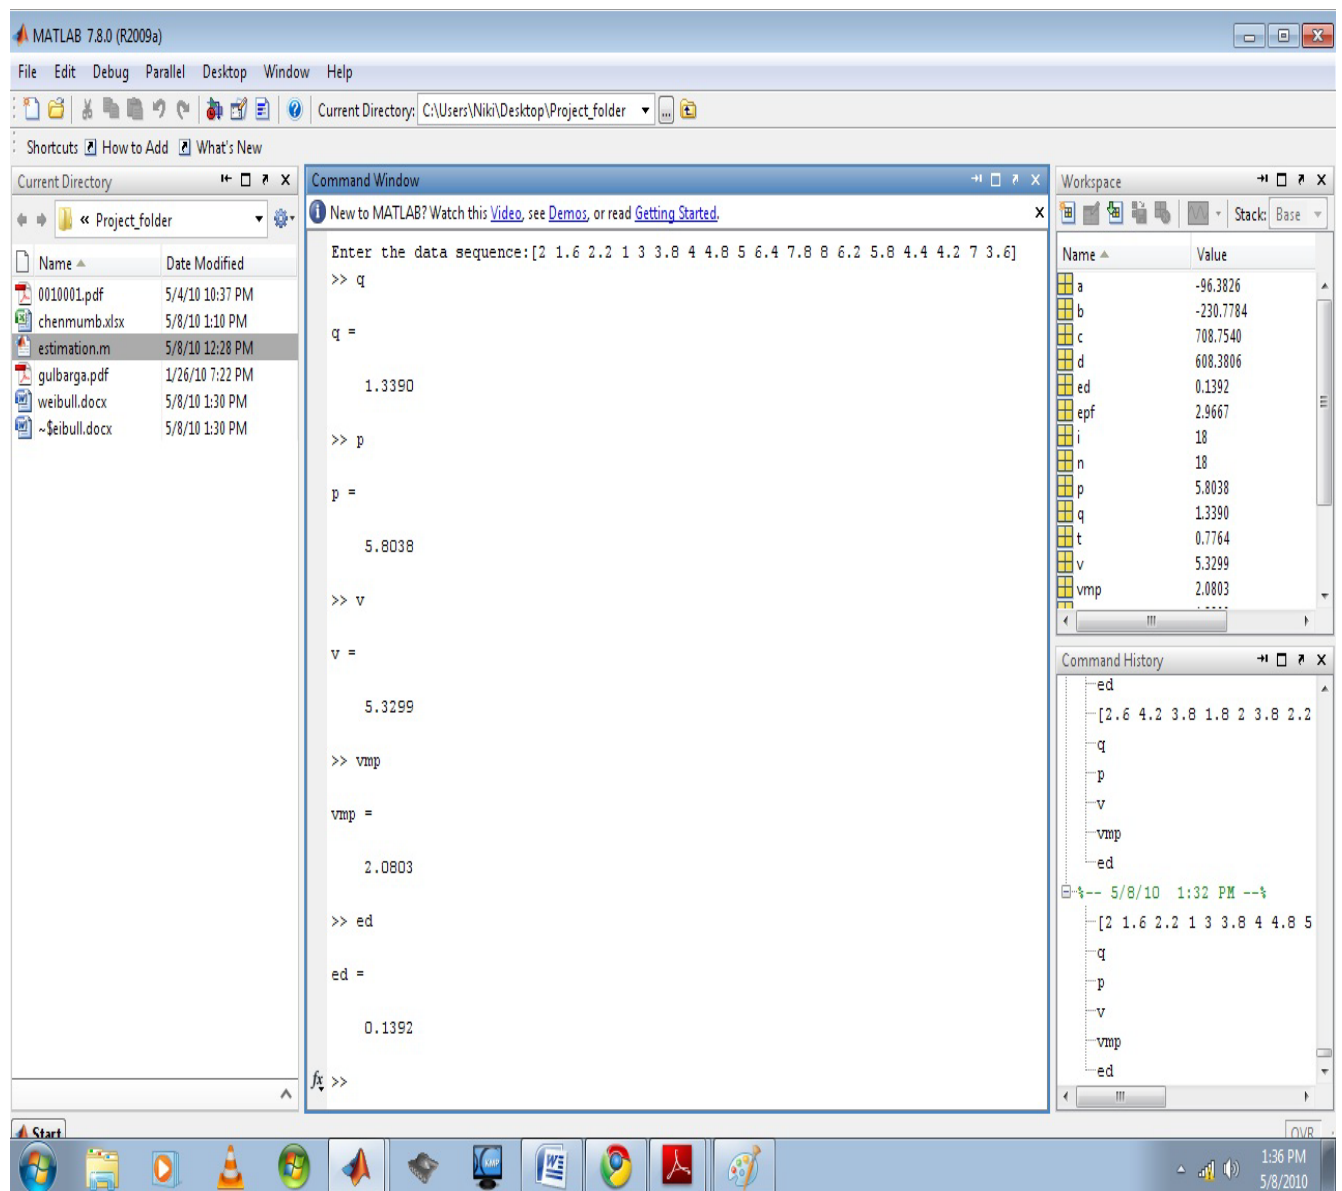 MATLAB 7.8.0 (R2009a)
File Edit Debug Parallel Desktop Window Help
Current Directory: C:\Users\Niki\Desktop\Project_folder
Shortcuts How to Add What's New
Current Directory
« Project_folder
Name Date Modified
0010001.pdf 5/4/10 10:37 PM
chenmumb.xlsx 5/8/10 1:10 PM
estimation.m 5/8/10 12:28 PM
gulbarga.pdf 1/26/10 7:22 PM
weibull.docx 5/8/10 1:30 PM
~$eibull.docx 5/8/10 1:30 PM
Command Window
New to MATLAB? Watch this Video, see Demos, or read Getting Started.
Enter the data sequence:[2 1.6 2.2 1 3 3.8 4 4.8 5 6.4 7.8 8 6.2 5.8 4.4 4.2 7 3.6]
>> q
q =
1.3390
>> p
p =
5.8038
>> v
v =
5.3299
>> vmp
vmp =
2.0803
>> ed
ed =
0.1392
fx >>
Workspace
Stack: Base
Name Value
a -96.3826
b -230.7784
c 708.7540
d 608.3806
ed 0.1392
epf 2.9667
i 18
n 18
p 5.8038
q 1.3390
t 0.7764
v 5.3299
vmp 2.0803
Command History
ed
[2.6 4.2 3.8 1.8 2 3.8 2.2
q
p
v
vmp
ed
%-- 5/8/10 1:32 PM --%
[2 1.6 2.2 1 3 3.8 4 4.8 5
q
p
v
vmp
ed
Start
OVR
KMP
1:36 PM
5/8/2010